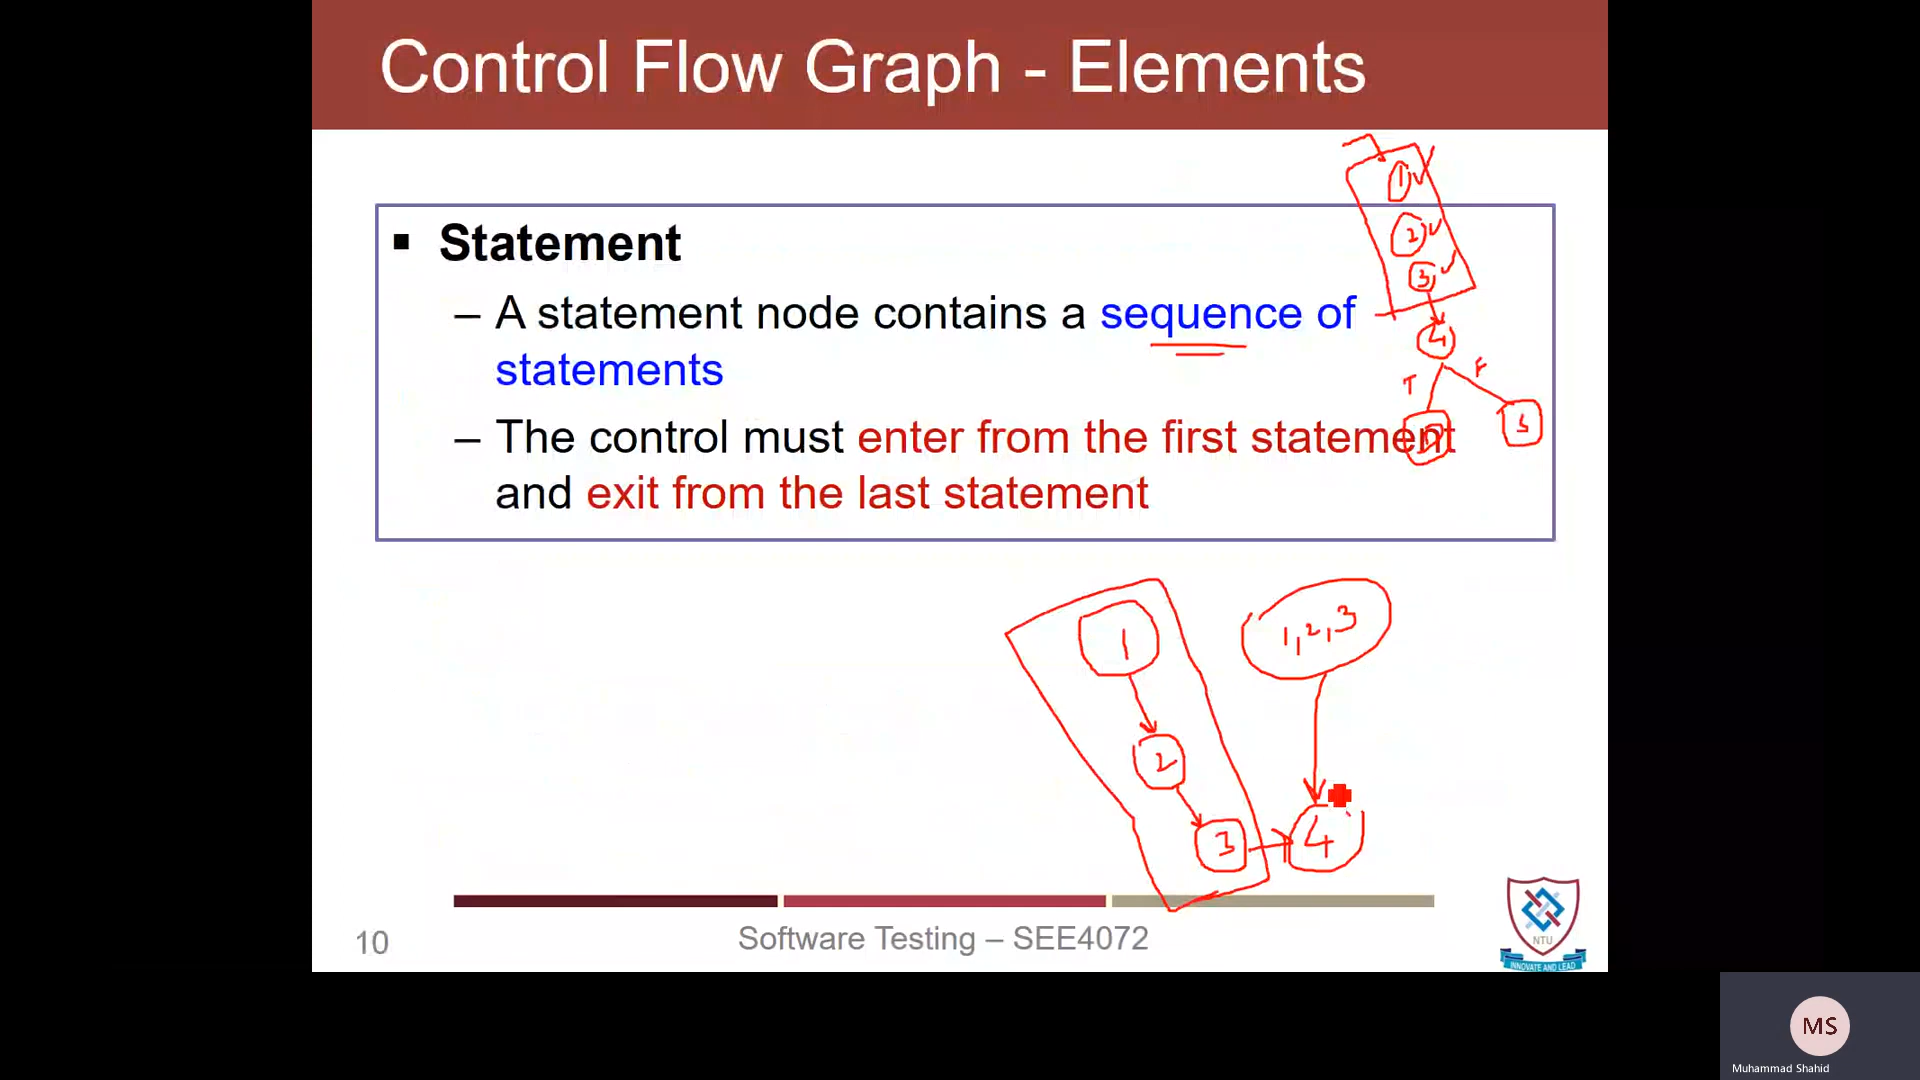 Control Flow Graph - Elements
1
2
3
4
T F
5
▪ Statement
– A statement node contains a sequence of
statements
– The control must enter from the first statement
and exit from the last statement
1
1,2,3
2
3
4
10
Software Testing – SEE4072
NTU
INNOVATE AND LEAD
MS
Muhammad Shahid